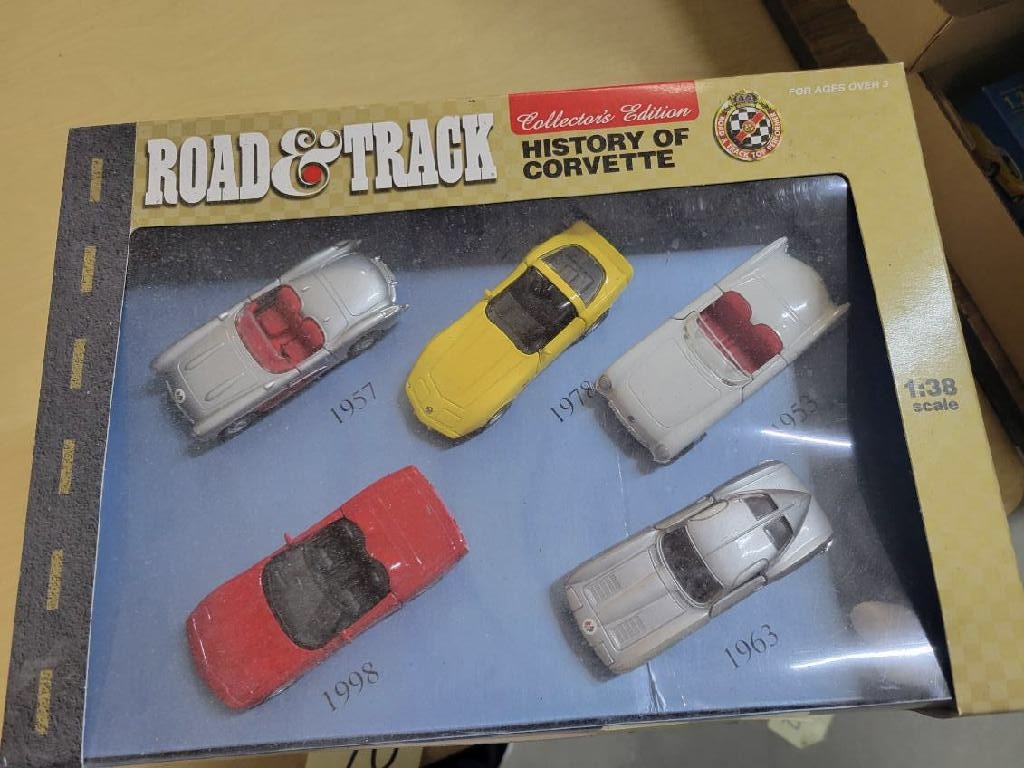 ROAD & TRACK
Collector's Edition
HISTORY OF
CORVETTE
FOR AGES OVER 3
1957
1978
1953
1:38
scale
1998
1963